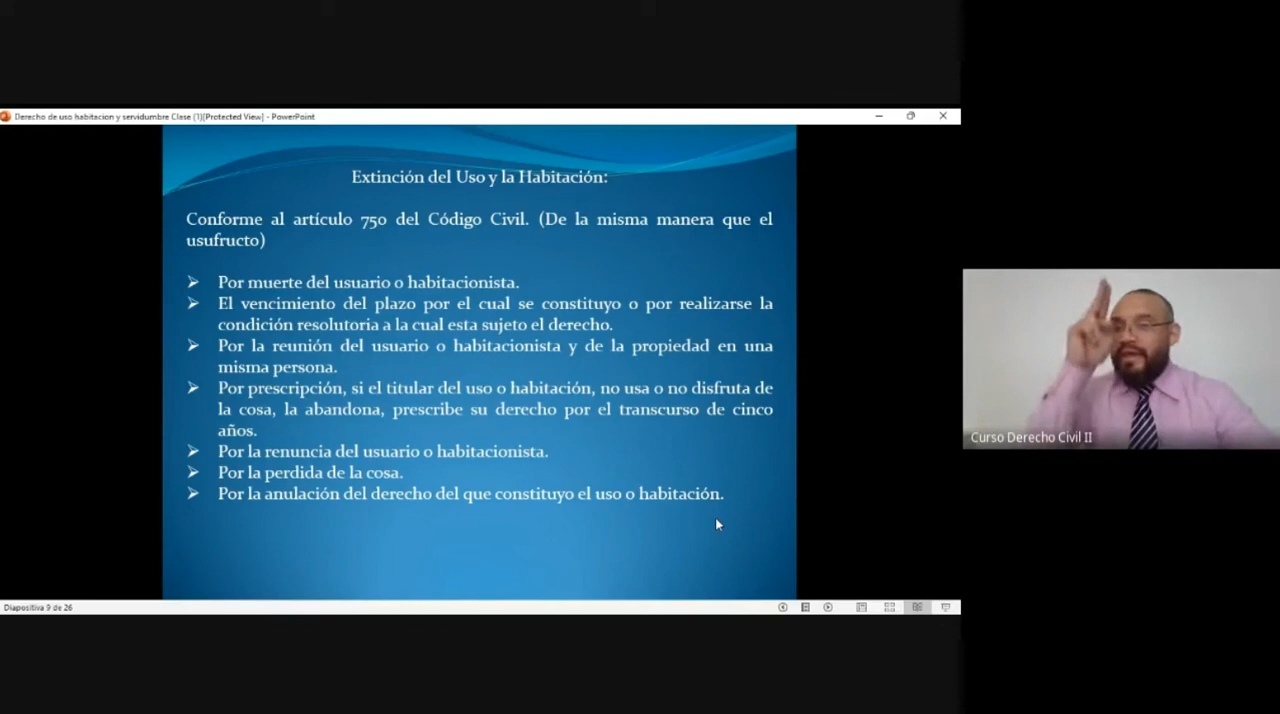 Derecho de uso habitacion y servidumbre Clase (1)[Protected View] - PowerPoint
Extinción del Uso y la Habitación:
Conforme al artículo 750 del Código Civil. (De la misma manera que el
usufructo)
Por muerte del usuario o habitacionista.
El vencimiento del plazo por el cual se constituyo o por realizarse la
condición resolutoria a la cual esta sujeto el derecho.
Por la reunión del usuario o habitacionista y de la propiedad en una
misma persona.
Por prescripción, si el titular del uso o habitación, no usa o no disfruta de
la cosa, la abandona, prescribe su derecho por el transcurso de cinco
años.
Por la renuncia del usuario o habitacionista.
Por la perdida de la cosa.
Por la anulación del derecho del que constituyo el uso o habitación.
Curso Derecho Civil II
Diapositiva 9 de 26